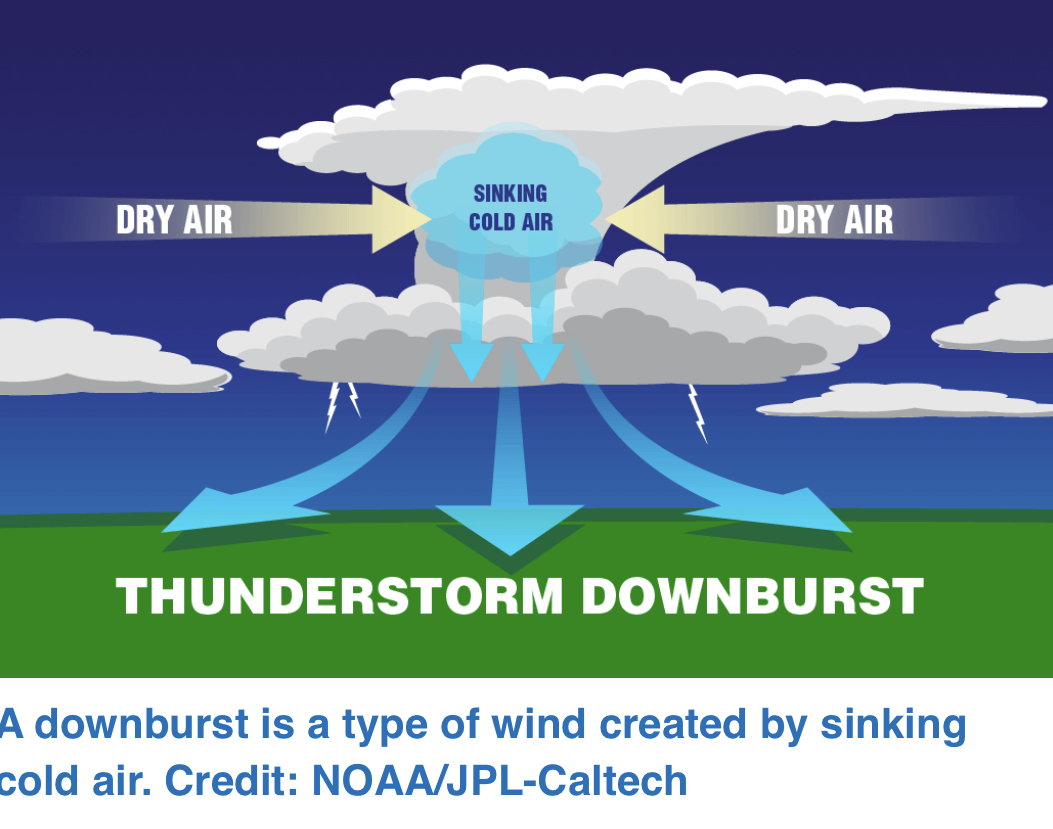 SINKING
COLD AIR
DRY AIR
DRY AIR
THUNDERSTORM DOWNBURST
A downburst is a type of wind created by sinking
cold air. Credit: NOAA/JPL-Caltech